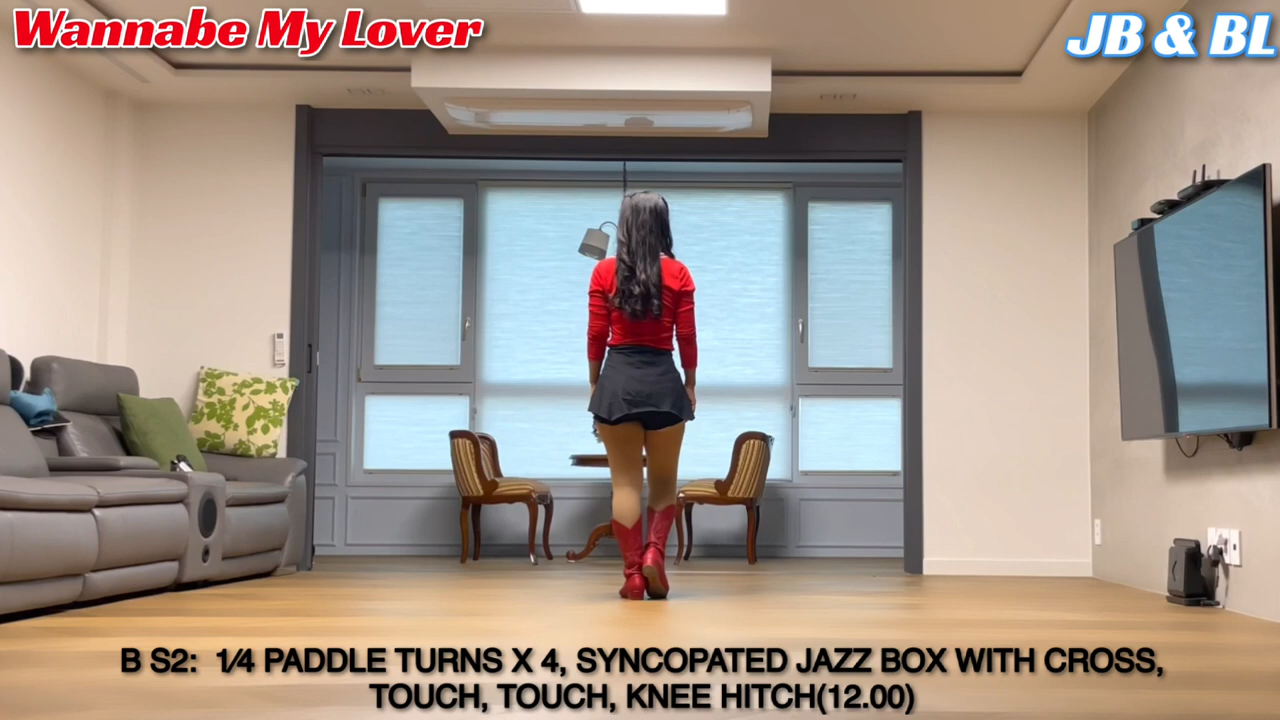 Wannabe My Lover
JB & BL
B S2:  1/4 PADDLE TURNS X 4, SYNCOPATED JAZZ BOX WITH CROSS,
TOUCH, TOUCH, KNEE HITCH(12.00)